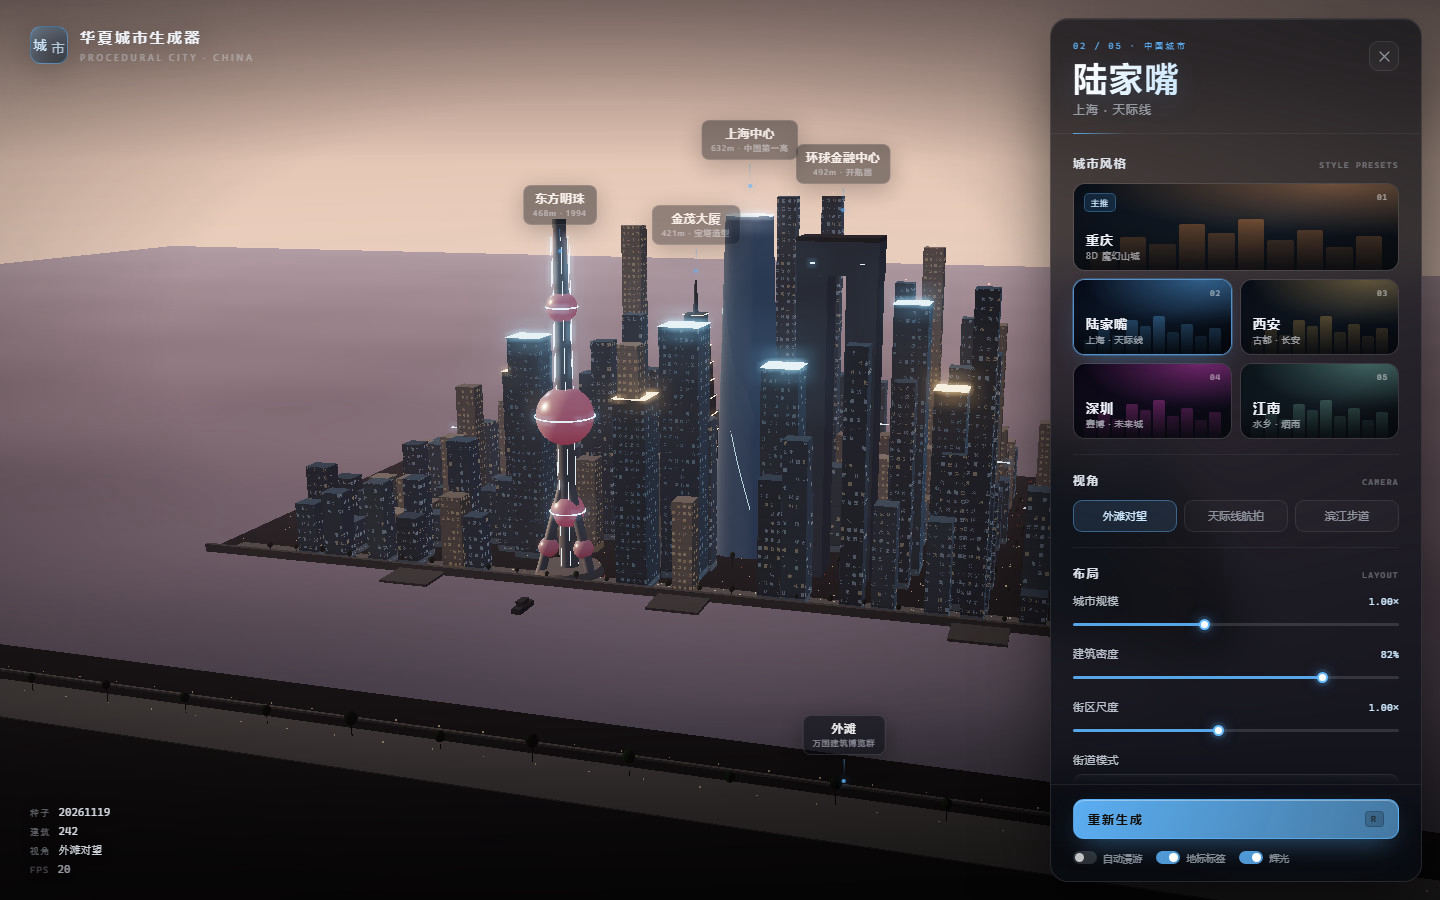 城市
华夏城市生成器
PROCEDURAL CITY · CHINA
上海中心
632m · 中国第一高
环球金融中心
492m · 开瓶器
东方明珠
468m · 1994
金茂大厦
421m · 宝塔造型
外滩
万国建筑博览群
种子 20261119
建筑 242
视角 外滩对望
FPS 20
02 / 05 · 中国城市
陆家嘴
上海 · 天际线
城市风格 STYLE PRESETS
主推 01
重庆
8D 魔幻山城
02
陆家嘴
上海 · 天际线
03
西安
古都 · 长安
04
深圳
赛博 · 未来城
05
江南
水乡 · 烟雨
视角 CAMERA
外滩对望 天际线航拍 滨江步道
布局 LAYOUT
城市规模 1.00×
建筑密度 82%
街区尺度 1.00×
街道模式
重新生成 R
自动漫游 地标标签 辉光